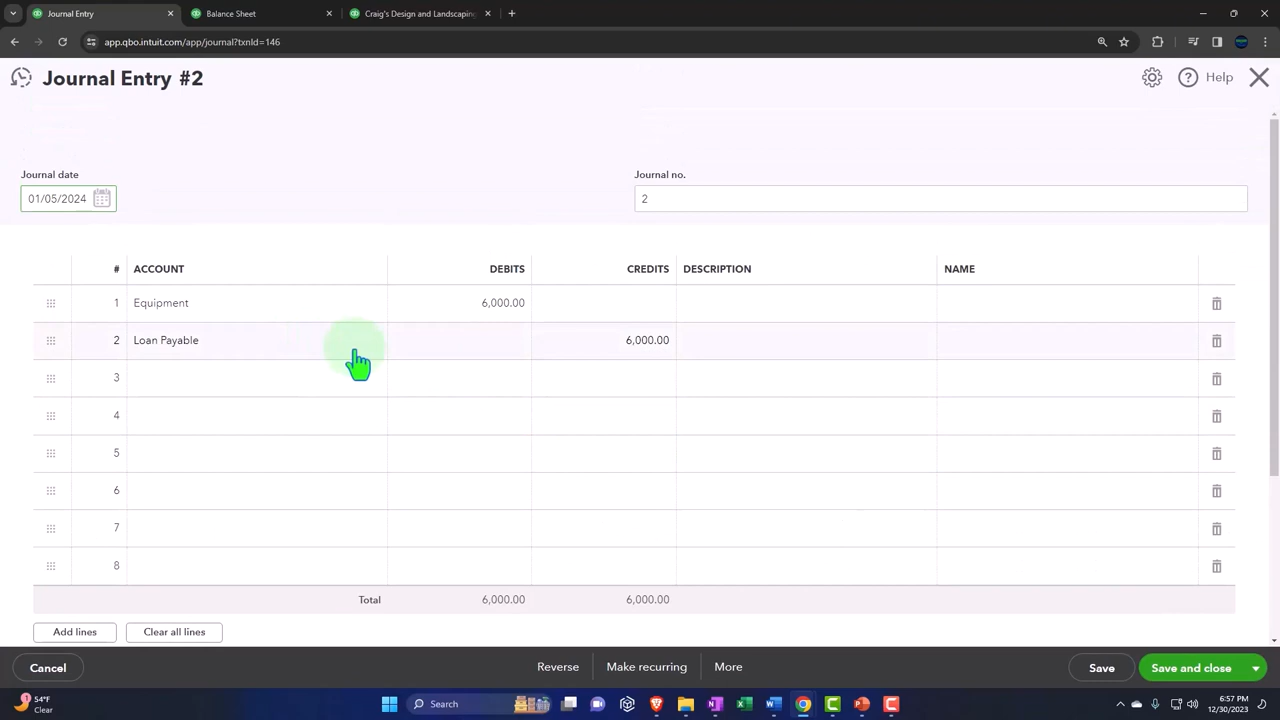 Journal Entry
Balance Sheet
Craig's Design and Landscaping
app.qbo.intuit.com/app/journal?txnId=146
Journal Entry #2
Help
Journal date
Journal no.
01/05/2024
2
# ACCOUNT DEBITS CREDITS DESCRIPTION NAME
1 Equipment 6,000.00
2 Loan Payable 6,000.00
3
4
5
6
7
8
Total 6,000.00 6,000.00
Add lines Clear all lines
Cancel Reverse Make recurring More Save Save and close
1 54°F
Clear
Search
6:57 PM
12/30/2023